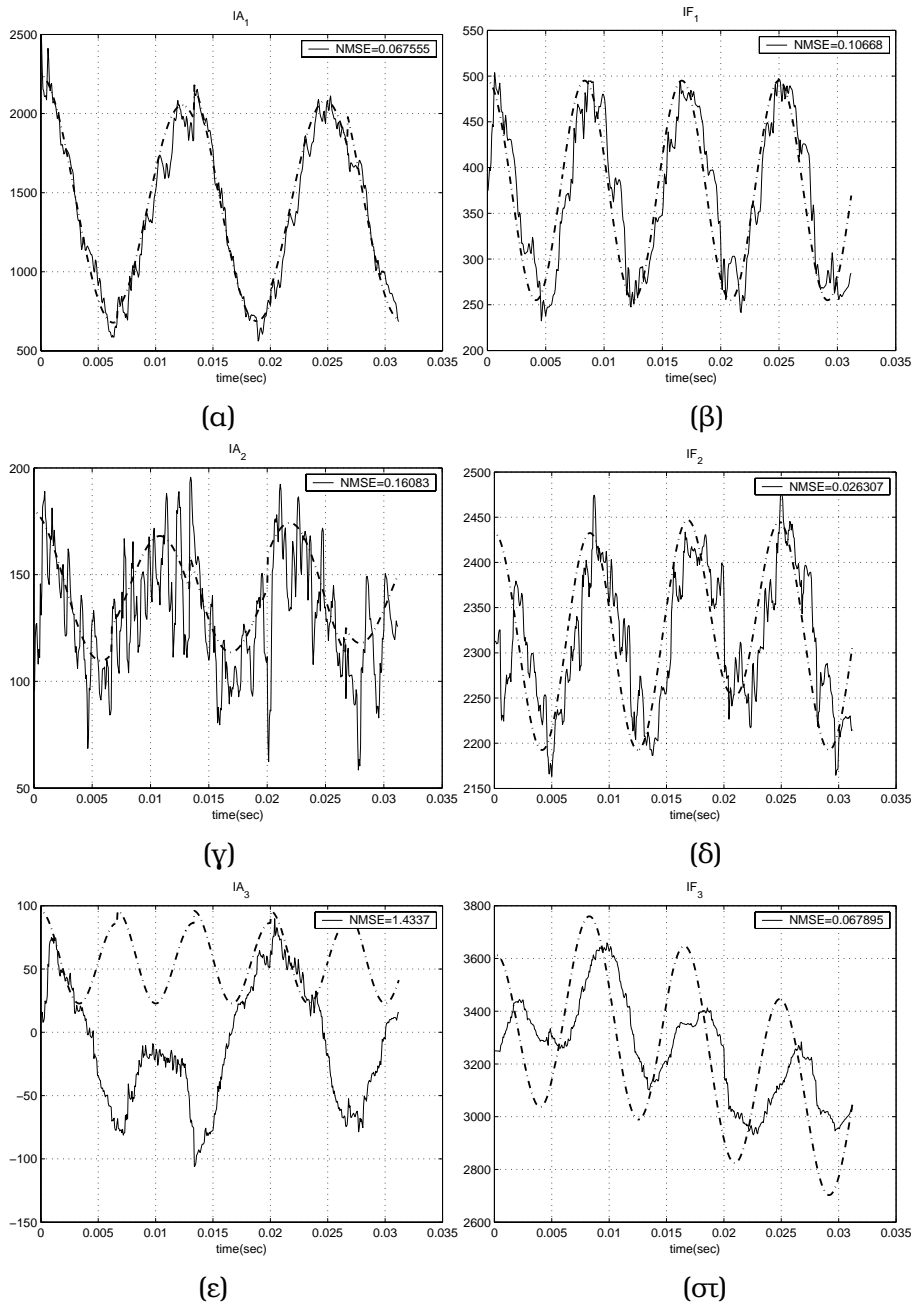 IA₁
NMSE=0.067555
2500
2000
1500
1000
500
0 0.005 0.01 0.015 0.02 0.025 0.03 0.035
time(sec)
(α)
IF₁
NMSE=0.10668
550
500
450
400
350
300
250
200
0 0.005 0.01 0.015 0.02 0.025 0.03 0.035
time(sec)
(β)
IA₂
NMSE=0.16083
200
150
100
50
0 0.005 0.01 0.015 0.02 0.025 0.03 0.035
time(sec)
(γ)
IF₂
NMSE=0.026307
2500
2450
2400
2350
2300
2250
2200
2150
0 0.005 0.01 0.015 0.02 0.025 0.03 0.035
time(sec)
(δ)
IA₃
NMSE=1.4337
100
50
0
−50
−100
−150
0 0.005 0.01 0.015 0.02 0.025 0.03 0.035
time(sec)
(ε)
IF₃
NMSE=0.067895
3800
3600
3400
3200
3000
2800
2600
0 0.005 0.01 0.015 0.02 0.025 0.03 0.035
time(sec)
(στ)